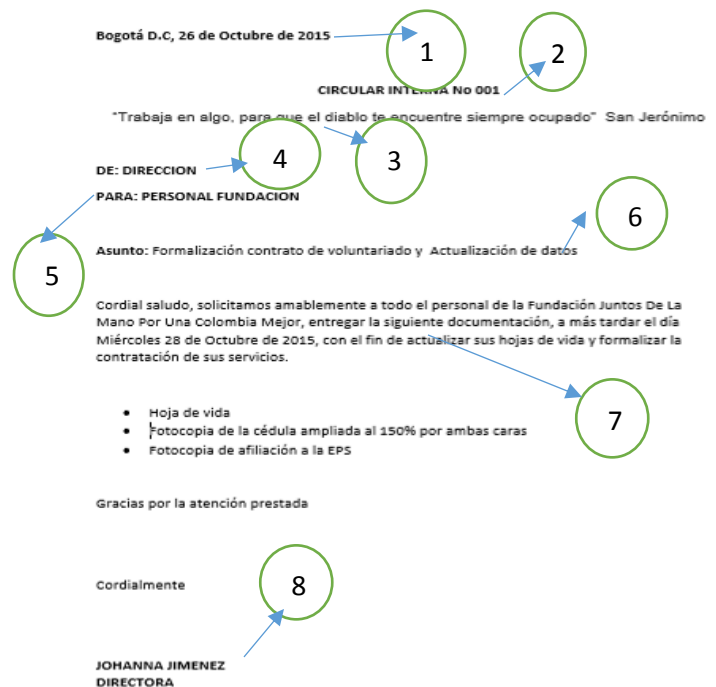 Bogotá D.C, 26 de Octubre de 2015
1
2
CIRCULAR INTERNA No 001
"Trabaja en algo, para que el diablo te encuentre siempre ocupado" San Jerónimo
4
3
DE: DIRECCION
PARA: PERSONAL FUNDACION
6
Asunto: Formalización contrato de voluntariado y Actualización de datos
5
Cordial saludo, solicitamos amablemente a todo el personal de la Fundación Juntos De La
Mano Por Una Colombia Mejor, entregar la siguiente documentación, a más tardar el día
Miércoles 28 de Octubre de 2015, con el fin de actualizar sus hojas de vida y formalizar la
contratación de sus servicios.
7
• Hoja de vida
• Fotocopia de la cédula ampliada al 150% por ambas caras
• Fotocopia de afiliación a la EPS
Gracias por la atención prestada
8
Cordialmente
JOHANNA JIMENEZ
DIRECTORA